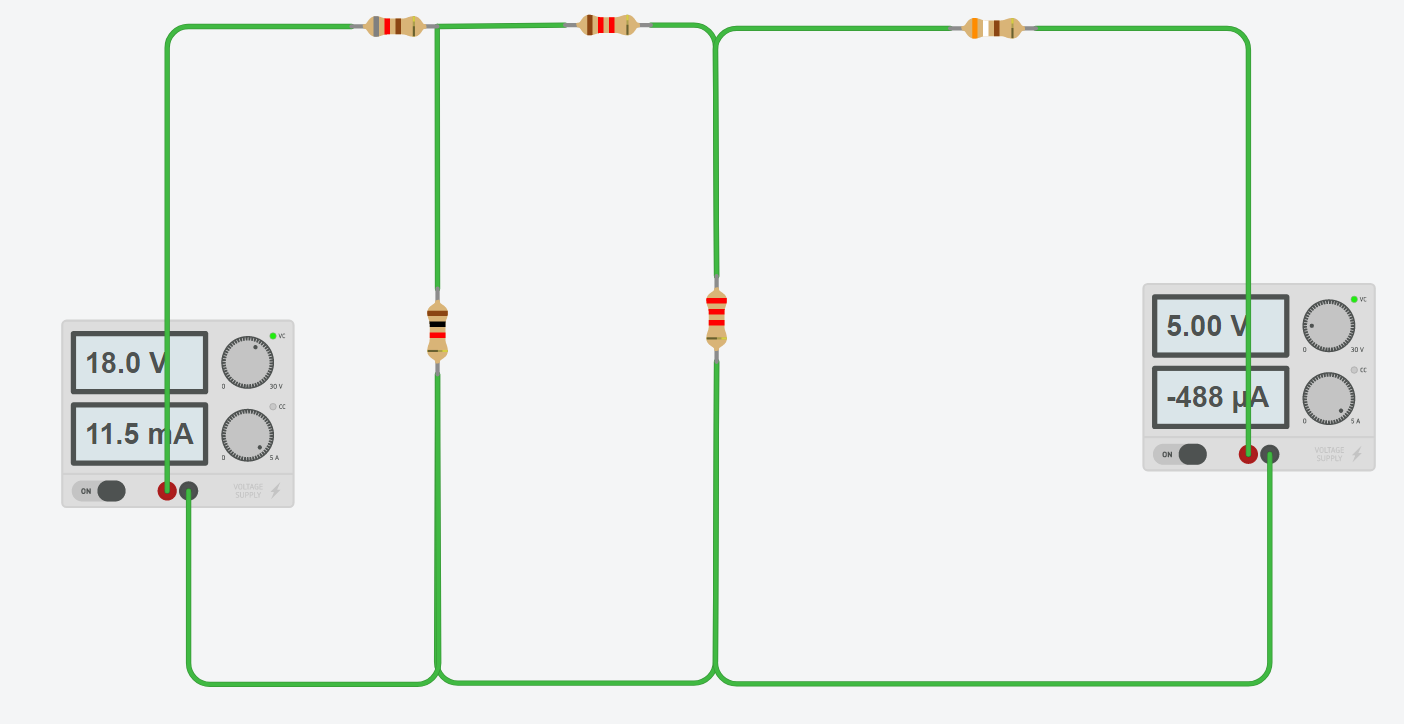 18.0 V
VC
0
30 V
11.5 mA
CC
0
5 A
ON
VOLTAGE
SUPPLY
5.00 V
VC
0
30 V
-488 µA
CC
0
5 A
ON
VOLTAGE
SUPPLY